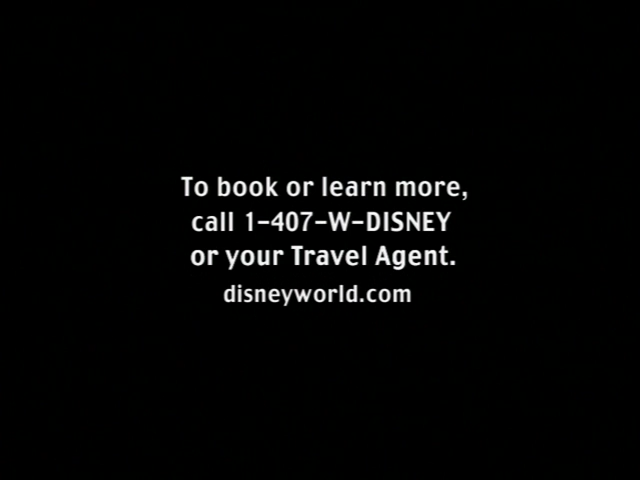 To book or learn more,
call 1-407-W-DISNEY
or your Travel Agent.
disneyworld.com